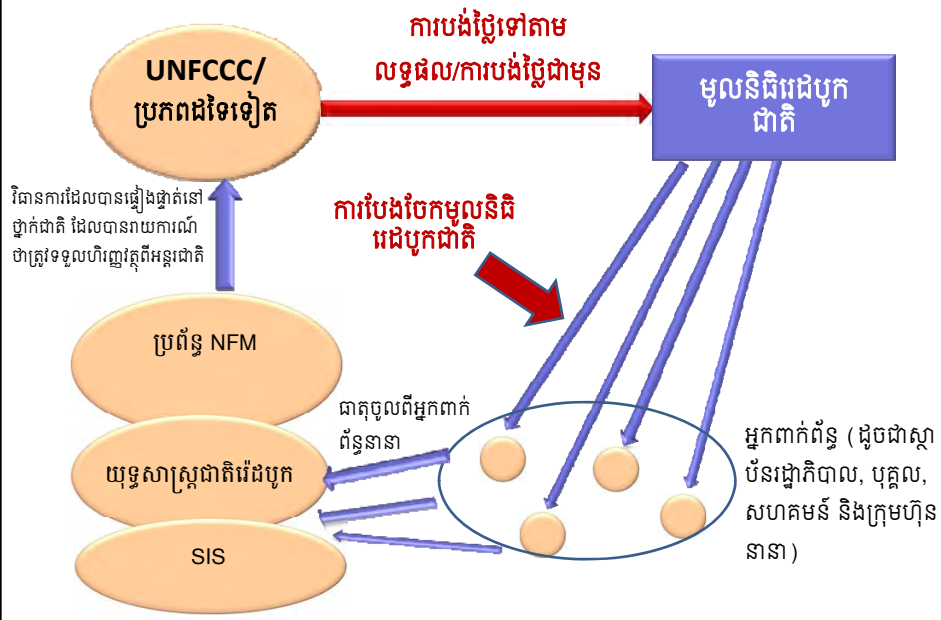 ការបង់ថ្លៃទៅតាម
លទ្ធផល/ការបង់ថ្លៃជាមុន
UNFCCC/
ប្រភពដទៃទៀត
មូលនិធិរេដបូក
ជាតិ
វិធានការដែលបានផ្ទៀងផ្ទាត់នៅ
ថ្នាក់ជាតិ ដែលបានរាយការណ៍
ថាត្រូវទទួលហិរញ្ញវត្ថុពីអន្តរជាតិ
ការបែងចែកមូលនិធិ
រេដបូកជាតិ
ប្រព័ន្ធ NFM
ធាតុចូលពីអ្នកពាក់
ព័ន្ធនានា
យុទ្ធសាស្ត្រជាតិរ៉េដបូក
SIS
អ្នកពាក់ព័ន្ធ (ដូចជាស្ថា
ប័នរដ្ឋាភិបាល, បុគ្គល,
សហគមន៍ និងក្រុមហ៊ុន
នានា)